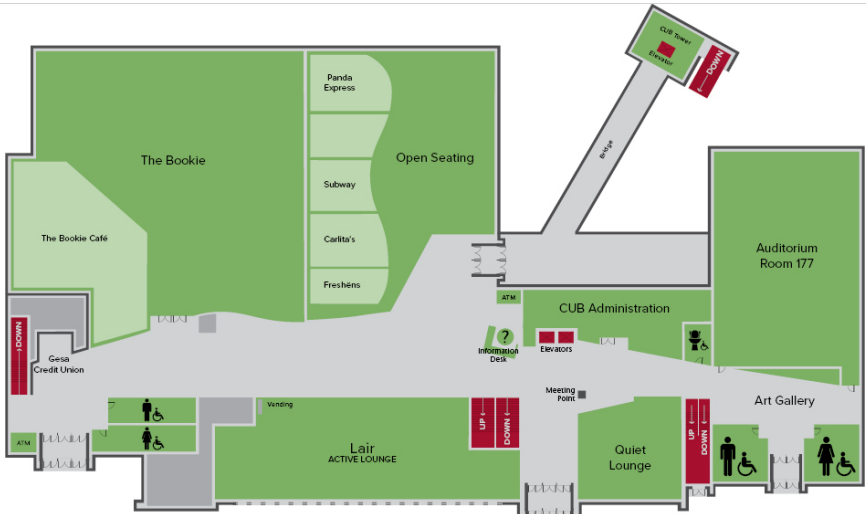 CUB Tower
Elevator
DOWN
Panda
Express
The Bookie
Open Seating
Bridge
Subway
The Bookie Café
Carlita's
Auditorium
Room 177
Freshëns
ATM
CUB Administration
DOWN
?
Information
Desk
Elevators
Gesa
Credit Union
Meeting
Point
Art Gallery
Vending
UP
DOWN
UP
DOWN
ATM
Lair
ACTIVE LOUNGE
Quiet
Lounge